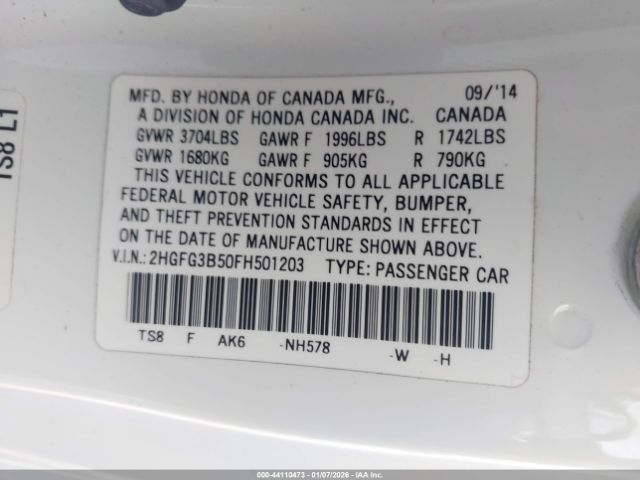 TS8 L1
MFD. BY HONDA OF CANADA MFG., 09/'14
A DIVISION OF HONDA CANADA INC. CANADA
GVWR 3704LBS GAWR F 1996LBS R 1742LBS
GVWR 1680KG GAWR F 905KG R 790KG
THIS VEHICLE CONFORMS TO ALL APPLICABLE
FEDERAL MOTOR VEHICLE SAFETY, BUMPER,
AND THEFT PREVENTION STANDARDS IN EFFECT
ON THE DATE OF MANUFACTURE SHOWN ABOVE.
V.I.N.: 2HGFG3B50FH501203 TYPE: PASSENGER CAR
TS8 F AK6 -NH578 -W -H
000-44110473 - 01/07/2026 - IAA Inc.